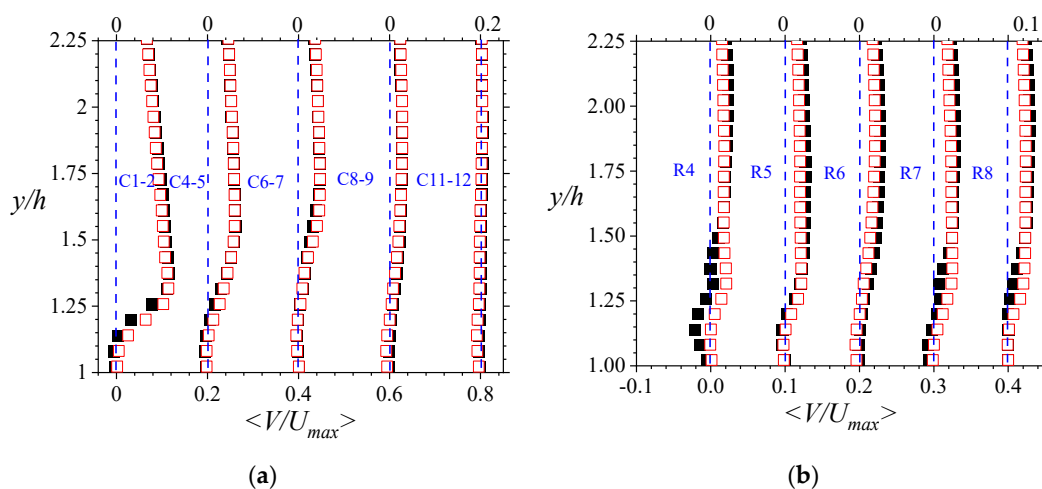 0 0 0 0 0.2
2.25
2
1.75
1.5
1.25
1
y/h
C1-2 C4-5 C6-7 C8-9 C11-12
0 0.2 0.4 0.6 0.8
<V/U_max>
(a)
0 0 0 0 0.1
2.25
2.00
1.75
1.50
1.25
1.00
y/h
R4 R5 R6 R7 R8
-0.1 0.0 0.1 0.2 0.3 0.4
<V/U_max>
(b)